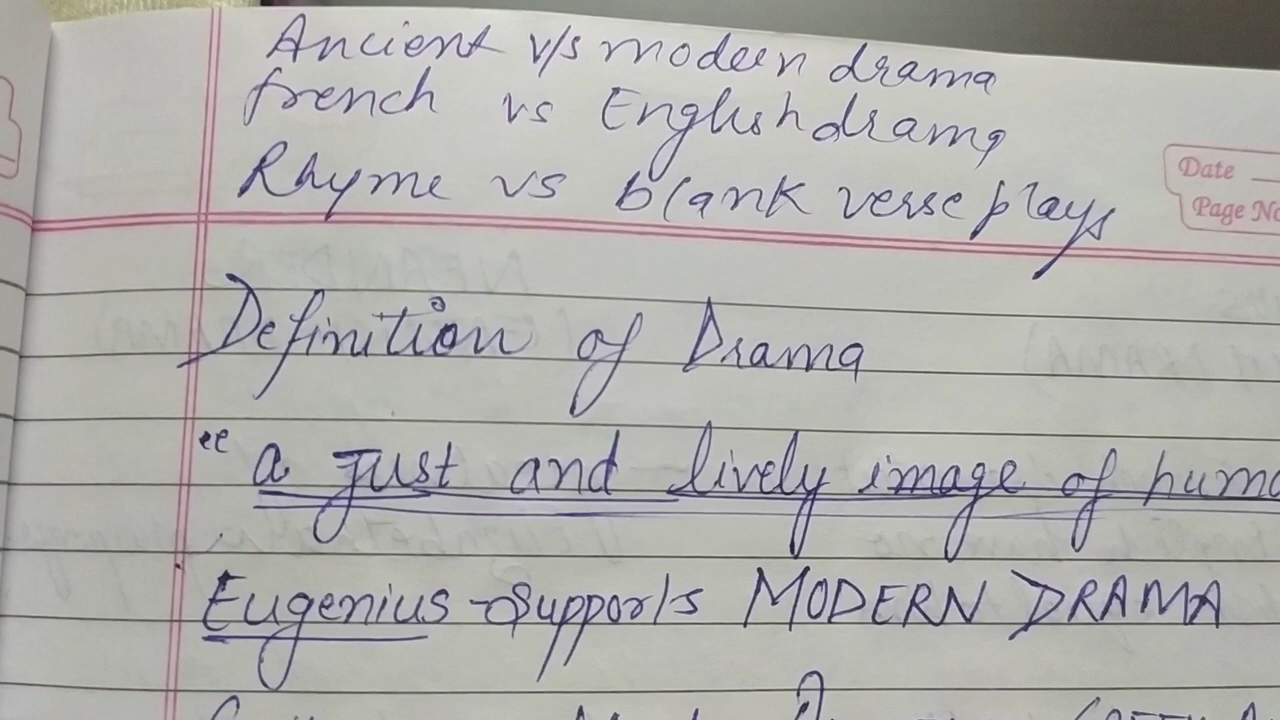 Ancient v/s modern drama
french vs English drama
Rhyme vs blank verse plays
Date
Page No
Definition of Drama
"a just and lively image of huma
Eugenius → supports MODERN DRAMA